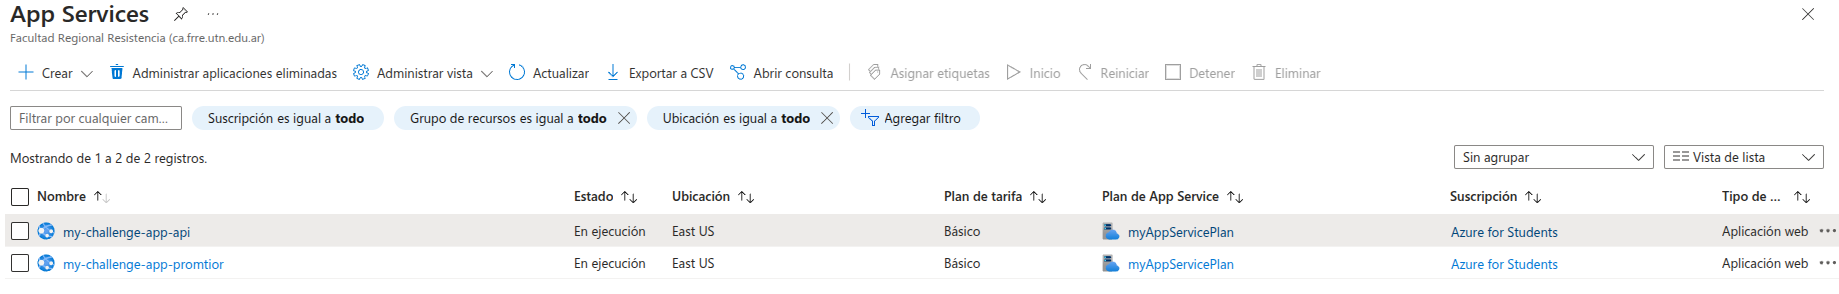 App Services
Facultad Regional Resistencia (ca.frre.utn.edu.ar)
Crear Administrar aplicaciones eliminadas Administrar vista Actualizar Exportar a CSV Abrir consulta Asignar etiquetas Inicio Reiniciar Detener Eliminar
Filtrar por cualquier cam... Suscripción es igual a todo Grupo de recursos es igual a todo Ubicación es igual a todo Agregar filtro
Mostrando de 1 a 2 de 2 registros. Sin agrupar Vista de lista
Nombre Estado Ubicación Plan de tarifa Plan de App Service Suscripción Tipo de ...
my-challenge-app-api En ejecución East US Básico myAppServicePlan Azure for Students Aplicación web
my-challenge-app-promtior En ejecución East US Básico myAppServicePlan Azure for Students Aplicación web